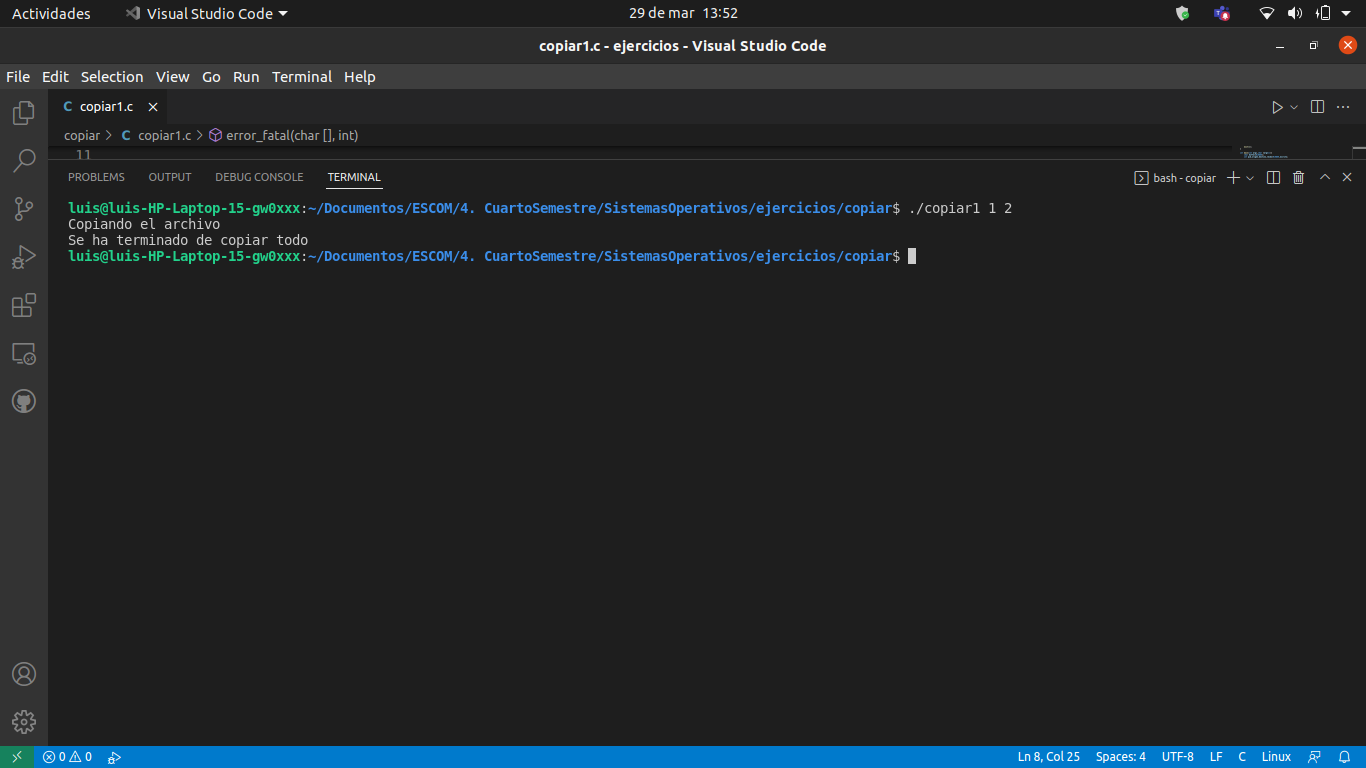 Actividades Visual Studio Code 29 de mar 13:52
copiar1.c - ejercicios - Visual Studio Code
File Edit Selection View Go Run Terminal Help
C copiar1.c
copiar > C copiar1.c > error_fatal(char [], int)
11
PROBLEMS OUTPUT DEBUG CONSOLE TERMINAL bash - copiar
luis@luis-HP-Laptop-15-gw0xxx:~/Documentos/ESCOM/4. CuartoSemestre/SistemasOperativos/ejercicios/copiar$ ./copiar1 1 2
Copiando el archivo
Se ha terminado de copiar todo
luis@luis-HP-Laptop-15-gw0xxx:~/Documentos/ESCOM/4. CuartoSemestre/SistemasOperativos/ejercicios/copiar$
0 0 Ln 8, Col 25 Spaces: 4 UTF-8 LF C Linux